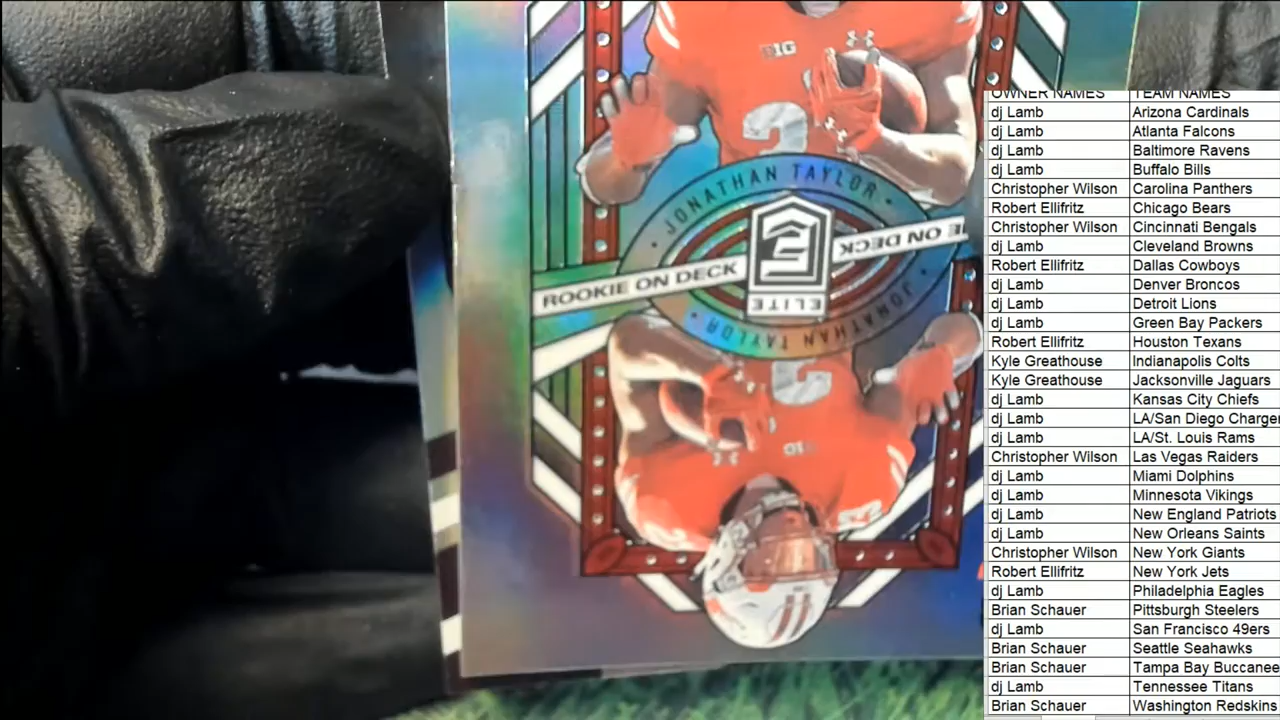 B1G
2
JONATHAN TAYLOR
ROOKIE ON DECK
ELITE
ROOKIE ON DECK
JONATHAN TAYLOR
OWNER NAMES TEAM NAMES
dj Lamb Arizona Cardinals
dj Lamb Atlanta Falcons
dj Lamb Baltimore Ravens
dj Lamb Buffalo Bills
Christopher Wilson Carolina Panthers
Robert Ellifritz Chicago Bears
Christopher Wilson Cincinnati Bengals
dj Lamb Cleveland Browns
Robert Ellifritz Dallas Cowboys
dj Lamb Denver Broncos
dj Lamb Detroit Lions
dj Lamb Green Bay Packers
Robert Ellifritz Houston Texans
Kyle Greathouse Indianapolis Colts
Kyle Greathouse Jacksonville Jaguars
dj Lamb Kansas City Chiefs
dj Lamb LA/San Diego Charger
dj Lamb LA/St. Louis Rams
Christopher Wilson Las Vegas Raiders
dj Lamb Miami Dolphins
dj Lamb Minnesota Vikings
dj Lamb New England Patriots
dj Lamb New Orleans Saints
Christopher Wilson New York Giants
Robert Ellifritz New York Jets
dj Lamb Philadelphia Eagles
Brian Schauer Pittsburgh Steelers
dj Lamb San Francisco 49ers
Brian Schauer Seattle Seahawks
Brian Schauer Tampa Bay Buccanee
dj Lamb Tennessee Titans
Brian Schauer Washington Redskins